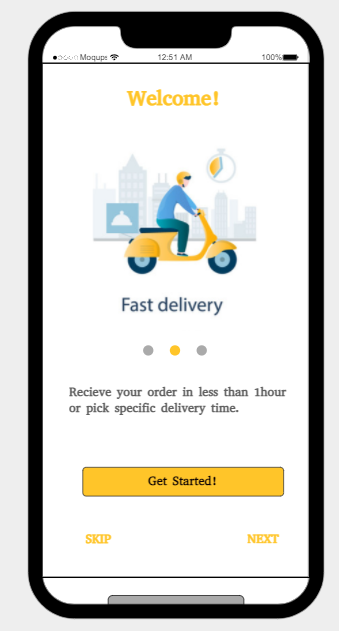 Moqups 12:51 AM 100%
Welcome!
Fast delivery
Recieve your order in less than 1hour
or pick specific delivery time.
Get Started!
SKIP NEXT